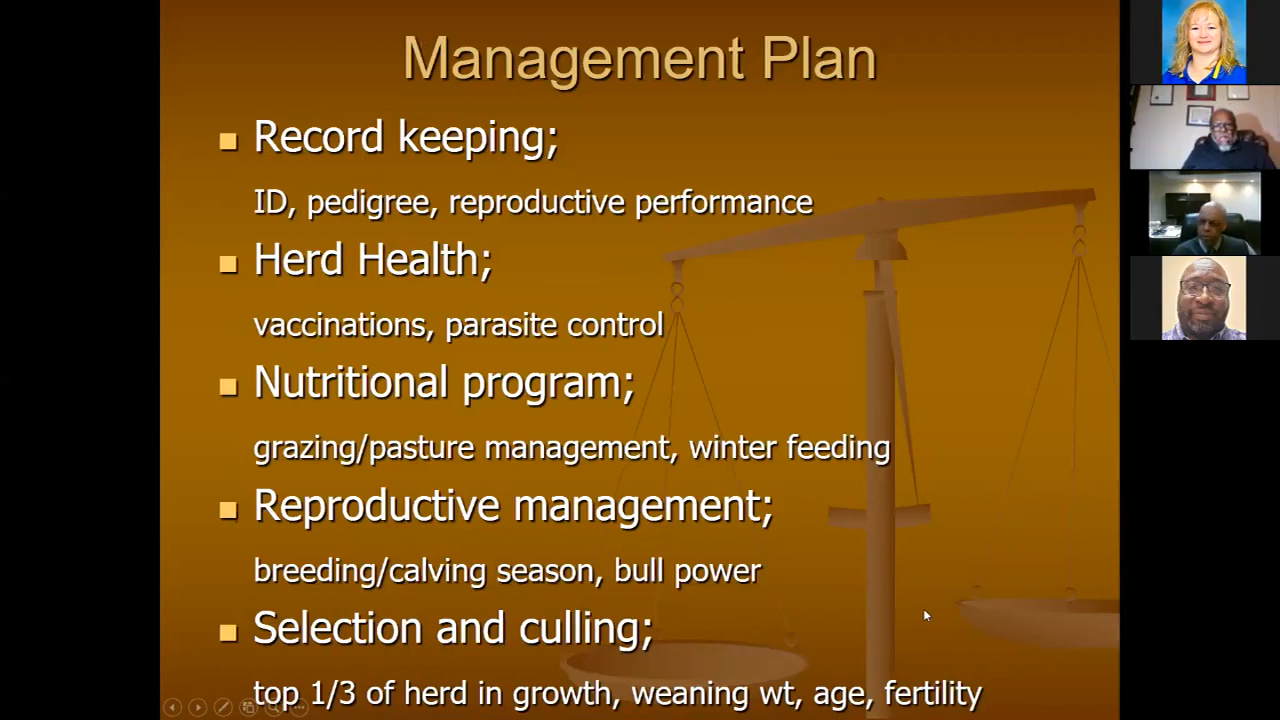 Management Plan
Record keeping;
ID, pedigree, reproductive performance
Herd Health;
vaccinations, parasite control
Nutritional program;
grazing/pasture management, winter feeding
Reproductive management;
breeding/calving season, bull power
Selection and culling;
top 1/3 of herd in growth, weaning wt, age, fertility